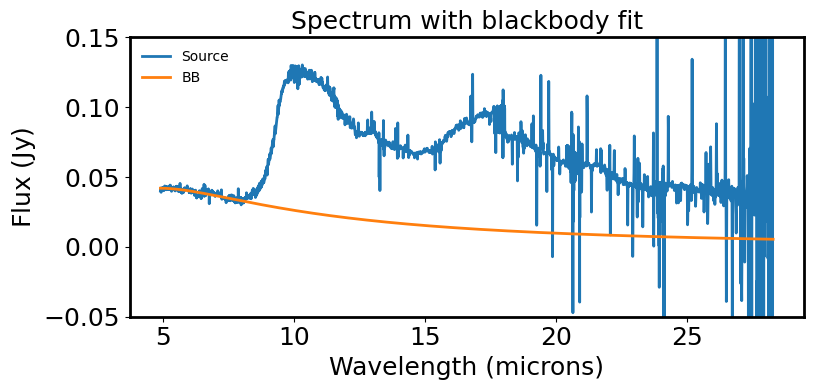 Spectrum with blackbody fit
Source
BB
Flux (Jy)
0.15
0.10
0.05
0.00
−0.05
5
10
15
20
25
Wavelength (microns)